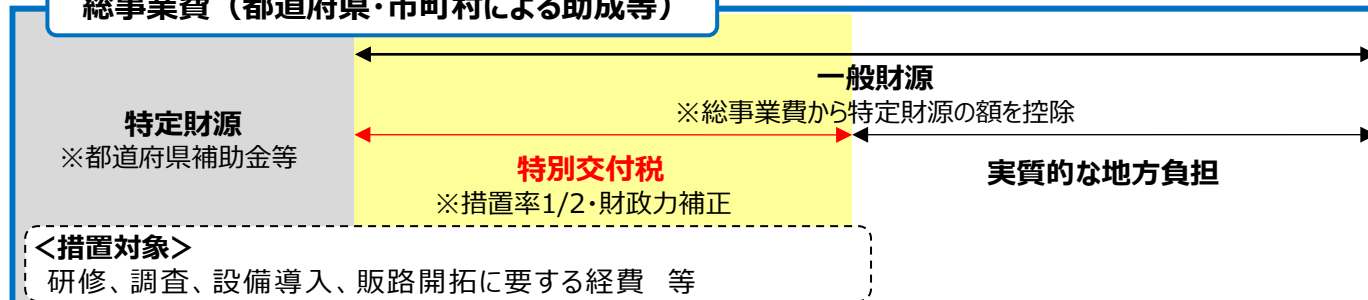 総事業費（都道府県・市町村による助成等）
一般財源
※総事業費から特定財源の額を控除
特定財源
※都道府県補助金等
特別交付税
※措置率1/2・財政力補正
実質的な地方負担
＜措置対象＞
研修、調査、設備導入、販路開拓に要する経費　等